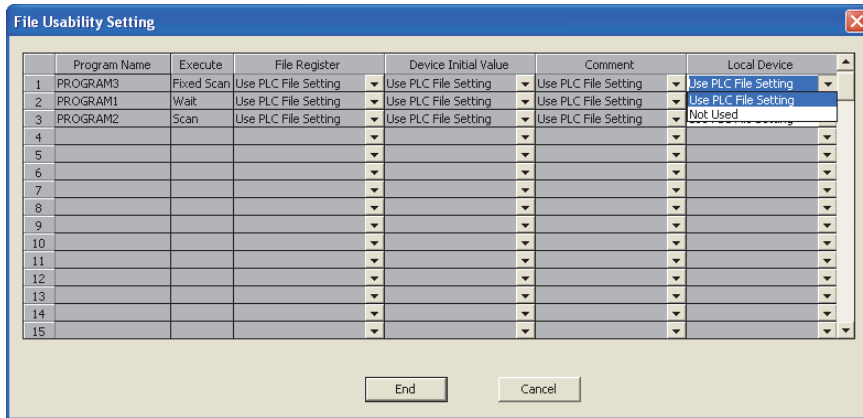 File Usability Setting
Program Name Execute File Register Device Initial Value Comment Local Device
1 PROGRAM3 Fixed Scan Use PLC File Setting Use PLC File Setting Use PLC File Setting Use PLC File Setting
2 PROGRAM1 Wait Use PLC File Setting Use PLC File Setting Use PLC File Setting Use PLC File Setting
3 PROGRAM2 Scan Use PLC File Setting Use PLC File Setting Use PLC File Setting Not Used
4
5
6
7
8
9
10
11
12
13
14
15
End Cancel